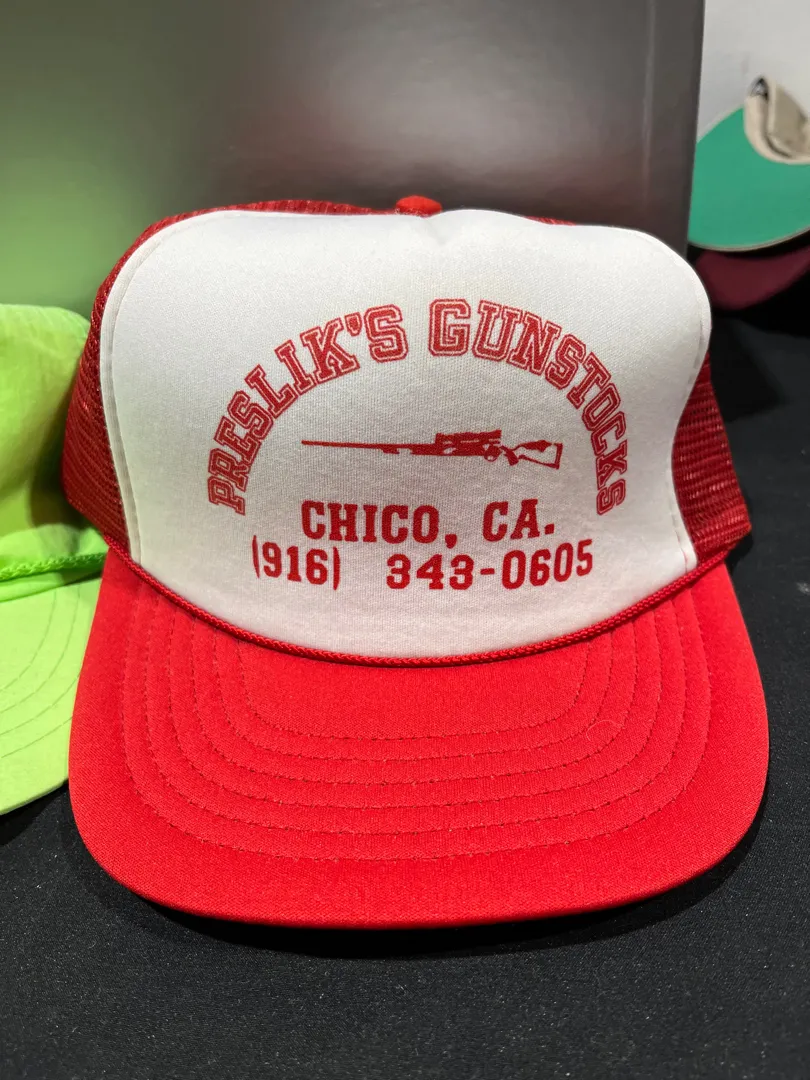 PRESLIK'S GUNSTOCKS
CHICO, CA.
(916) 343-0605